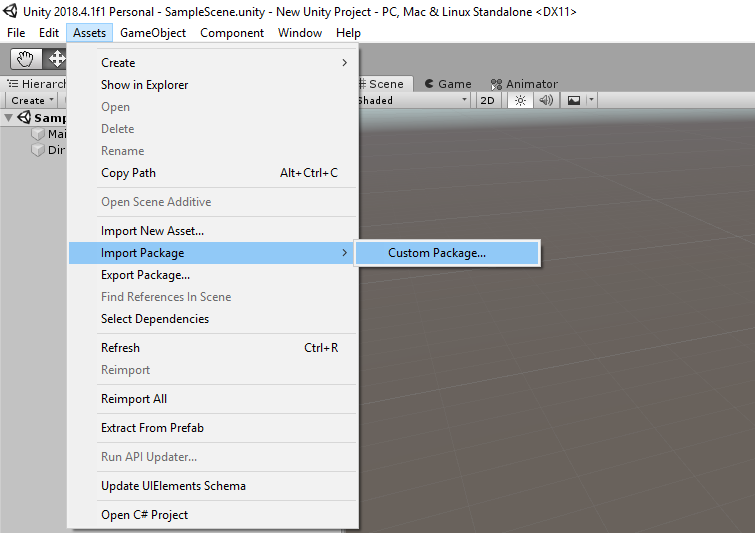 Unity 2018.4.1f1 Personal - SampleScene.unity - New Unity Project - PC, Mac & Linux Standalone <DX11>
File Edit Assets GameObject Component Window Help
Hierarch Scene Game Animator
Create Shaded 2D
Samp
Mai
Dir
Create
Show in Explorer
Open
Delete
Rename
Copy Path Alt+Ctrl+C
Open Scene Additive
Import New Asset...
Import Package Custom Package...
Export Package...
Find References In Scene
Select Dependencies
Refresh Ctrl+R
Reimport
Reimport All
Extract From Prefab
Run API Updater...
Update UIElements Schema
Open C# Project